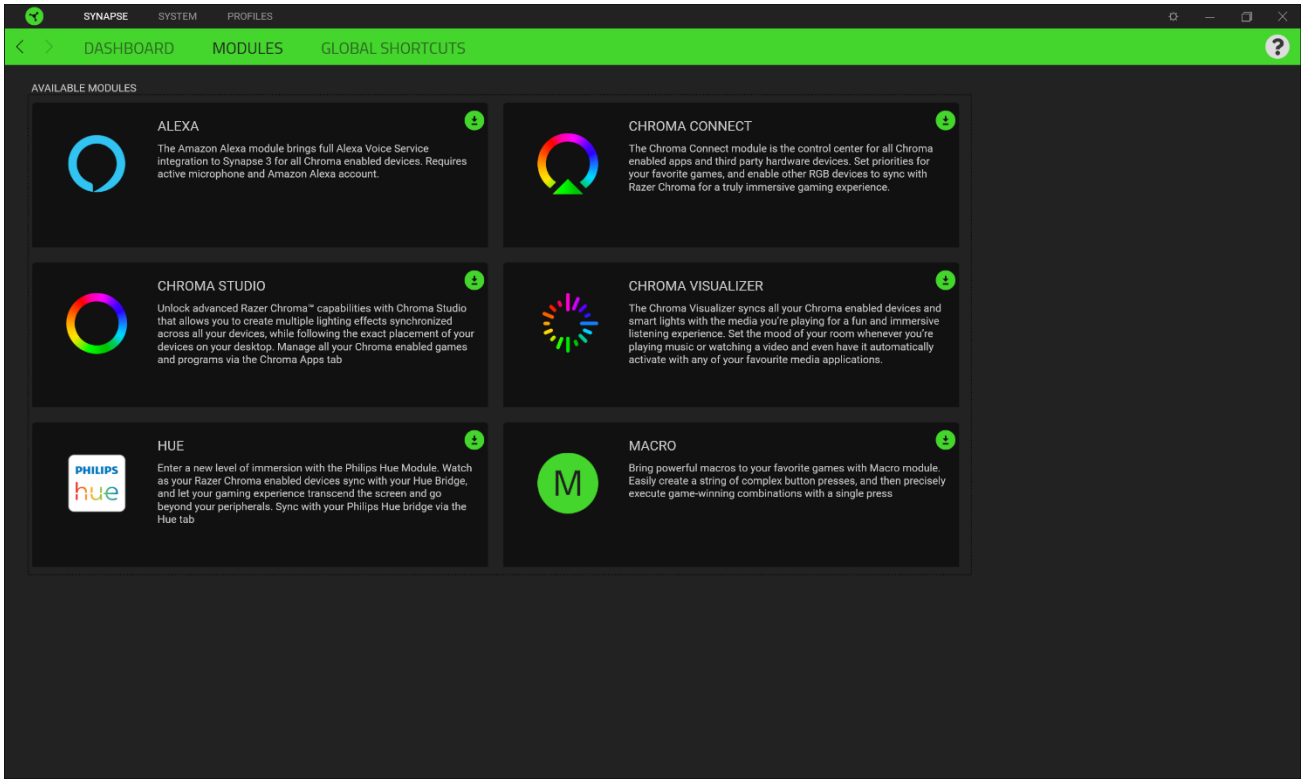 SYNAPSE SYSTEM PROFILES
DASHBOARD MODULES GLOBAL SHORTCUTS ?
AVAILABLE MODULES
ALEXA
The Amazon Alexa module brings full Alexa Voice Service
integration to Synapse 3 for all Chroma enabled devices. Requires
active microphone and Amazon Alexa account.
CHROMA CONNECT
The Chroma Connect module is the control center for all Chroma
enabled apps and third party hardware devices. Set priorities for
your favorite games, and enable other RGB devices to sync with
Razer Chroma for a truly immersive gaming experience.
CHROMA STUDIO
Unlock advanced Razer Chroma™ capabilities with Chroma Studio
that allows you to create multiple lighting effects synchronized
across all your devices, while following the exact placement of your
devices on your desktop. Manage all your Chroma enabled games
and programs via the Chroma Apps tab
CHROMA VISUALIZER
The Chroma Visualizer syncs all your Chroma enabled devices and
smart lights with the media you're playing for a fun and immersive
listening experience. Set the mood of your room whenever you're
playing music or watching a video and even have it automatically
activate with any of your favourite media applications.
PHILIPS
hue
HUE
Enter a new level of immersion with the Philips Hue Module. Watch
as your Razer Chroma enabled devices sync with your Hue Bridge,
and let your gaming experience transcend the screen and go
beyond your peripherals. Sync with your Philips Hue bridge via the
Hue tab
M
MACRO
Bring powerful macros to your favorite games with Macro module.
Easily create a string of complex button presses, and then precisely
execute game-winning combinations with a single press